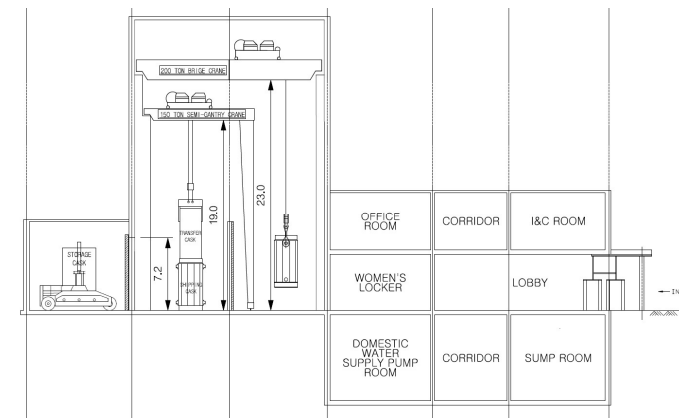 200 TON BRIGE CRANE
150 TON SEMI-GANTRY CRANE
23.0
19.0
7.2
TRANSFER
CASK
SHIPPING
CASK
STORAGE
CASK
OFFICE
ROOM
CORRIDOR
I&C ROOM
WOMEN'S
LOCKER
LOBBY
IN
DOMESTIC
WATER
SUPPLY PUMP
ROOM
CORRIDOR
SUMP ROOM